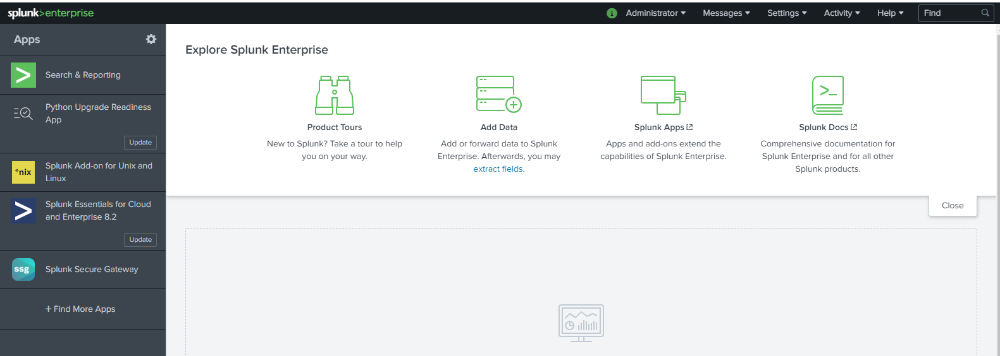 splunk>enterprise
i Administrator Messages Settings Activity Help Find
Apps
Search & Reporting
Python Upgrade Readiness
App
Update
*nix
Splunk Add-on for Unix and
Linux
Splunk Essentials for Cloud
and Enterprise 8.2
Update
ssg
Splunk Secure Gateway
+ Find More Apps
Explore Splunk Enterprise
Product Tours
New to Splunk? Take a tour to help
you on your way.
Add Data
Add or forward data to Splunk
Enterprise. Afterwards, you may
extract fields.
Splunk Apps
Apps and add-ons extend the
capabilities of Splunk Enterprise.
>_
Splunk Docs
Comprehensive documentation for
Splunk Enterprise and for all other
Splunk products.
Close